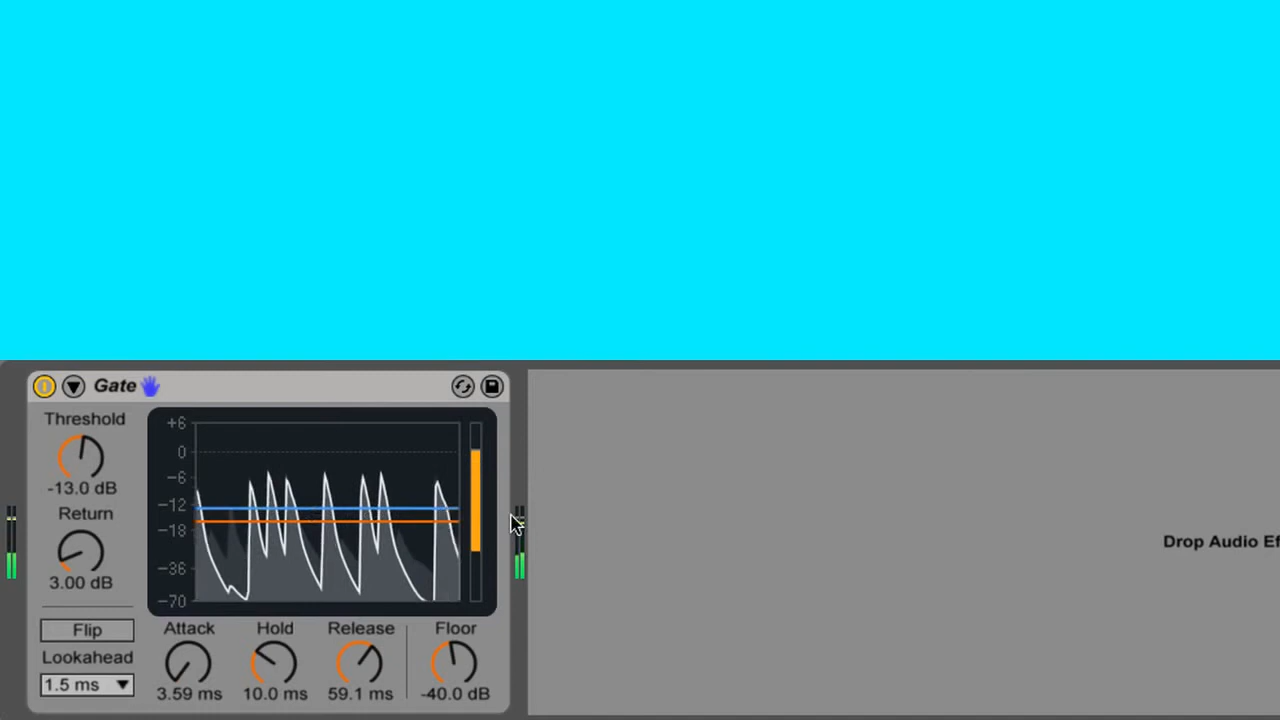 Gate
Threshold
-13.0 dB
Return
3.00 dB
Flip
Lookahead
1.5 ms
+6
0
-6
-12
-18
-36
-70
Attack
Hold
Release
Floor
3.59 ms
10.0 ms
59.1 ms
-40.0 dB
Drop Audio Ef